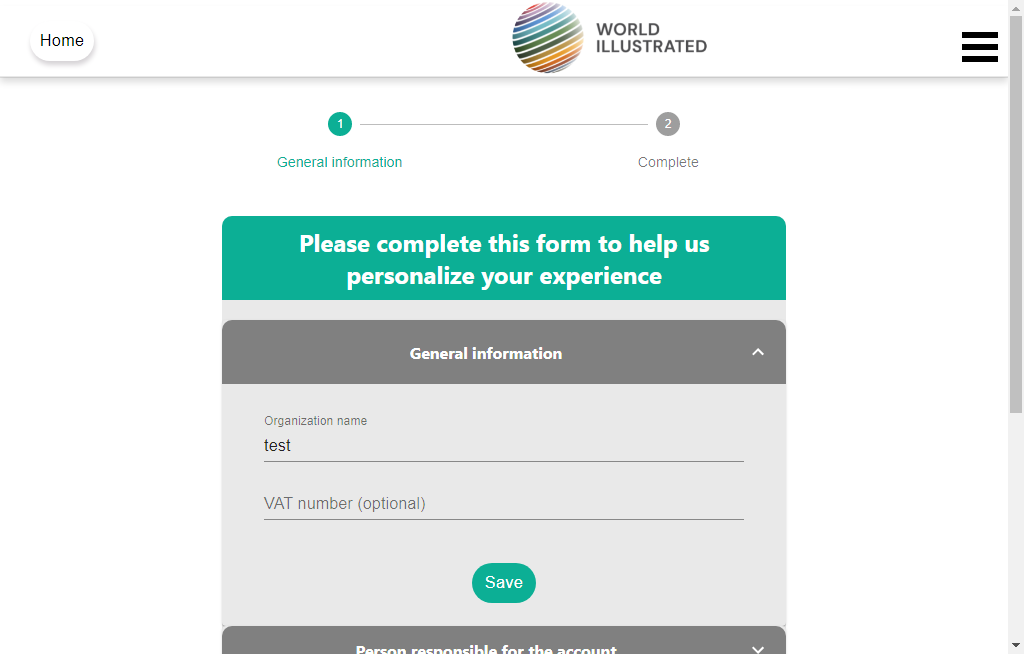 Home
WORLD
ILLUSTRATED
1
2
General information
Complete
Please complete this form to help us
personalize your experience
General information
Organization name
test
VAT number (optional)
Save
Person responsible for the account